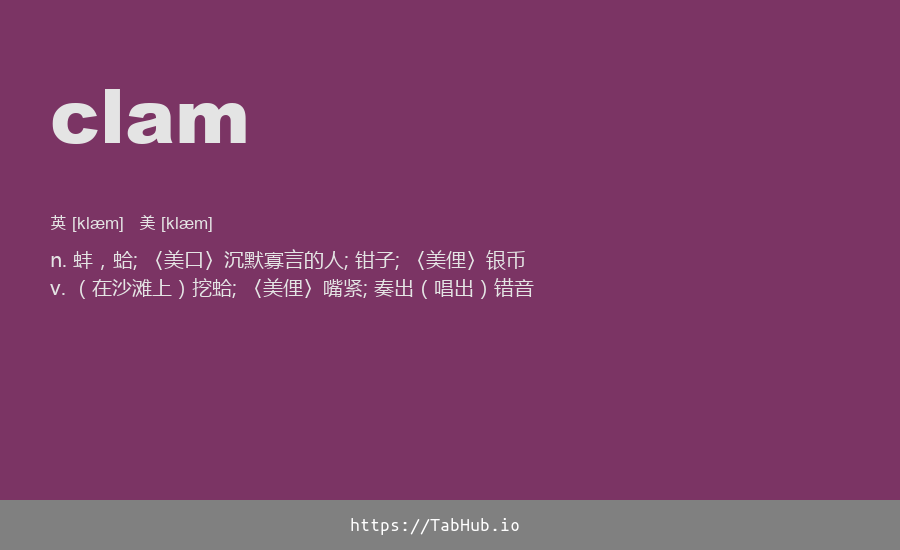 clam
英 [klæm] 美 [klæm]
n. 蚌，蛤; 〈美口〉沉默寡言的人; 钳子; 〈美俚〉银币
v. （在沙滩上）挖蛤; 〈美俚〉嘴紧; 奏出（唱出）错音
https://TabHub.io